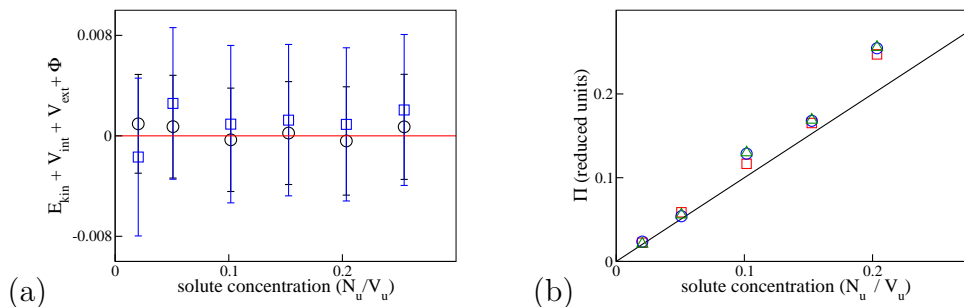 0.008
0
-0.008
E_kin + V_int + V_ext + Φ
0
0.1
0.2
solute concentration (N_u/V_u)
(a)
0.2
0.1
0
Π (reduced units)
0
0.1
0.2
solute concentration (N_u / V_u)
(b)